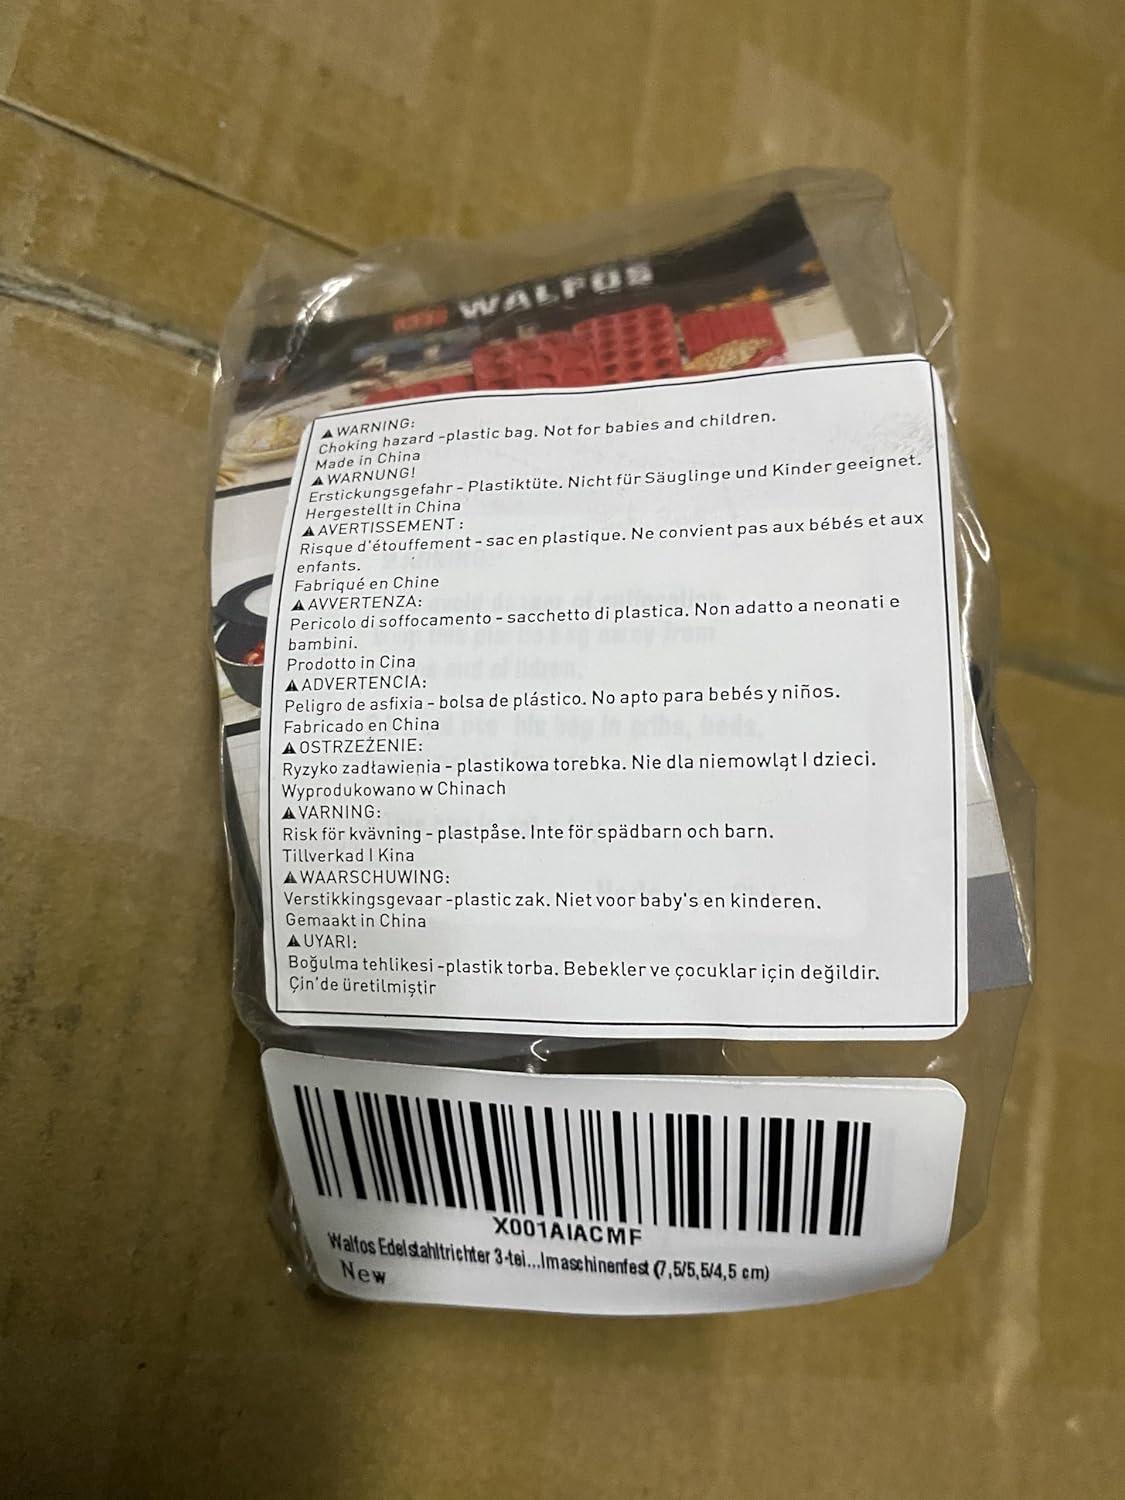 WALFOS
WARNING:
Choking hazard -plastic bag. Not for babies and children.
Made in China
WARNUNG!
Erstickungsgefahr - Plastiktüte. Nicht für Säuglinge und Kinder geeignet.
Hergestellt in China
AVERTISSEMENT :
Risque d'étouffement - sac en plastique. Ne convient pas aux bébés et aux
enfants.
Fabriqué en Chine
AVVERTENZA:
Pericolo di soffocamento - sacchetto di plastica. Non adatto a neonati e
bambini.
Prodotto in Cina
ADVERTENCIA:
Peligro de asfixia - bolsa de plástico. No apto para bebés y niños.
Fabricado en China
OSTRZEŻENIE:
Ryzyko zadławienia - plastikowa torebka. Nie dla niemowląt I dzieci.
Wyprodukowano w Chinach
VARNING:
Risk för kvävning - plastpåse. Inte för spädbarn och barn.
Tillverkad I Kina
WAARSCHUWING:
Verstikkingsgevaar -plastic zak. Niet voor baby's en kinderen.
Gemaakt in China
UYARI:
Boğulma tehlikesi -plastik torba. Bebekler ve çocuklar için değildir.
Çin'de üretilmiştir
X001AIACMF
Walfos Edelstahltrichter 3-tei...lmaschinenfest (7,5/5,5/4,5 cm)
New